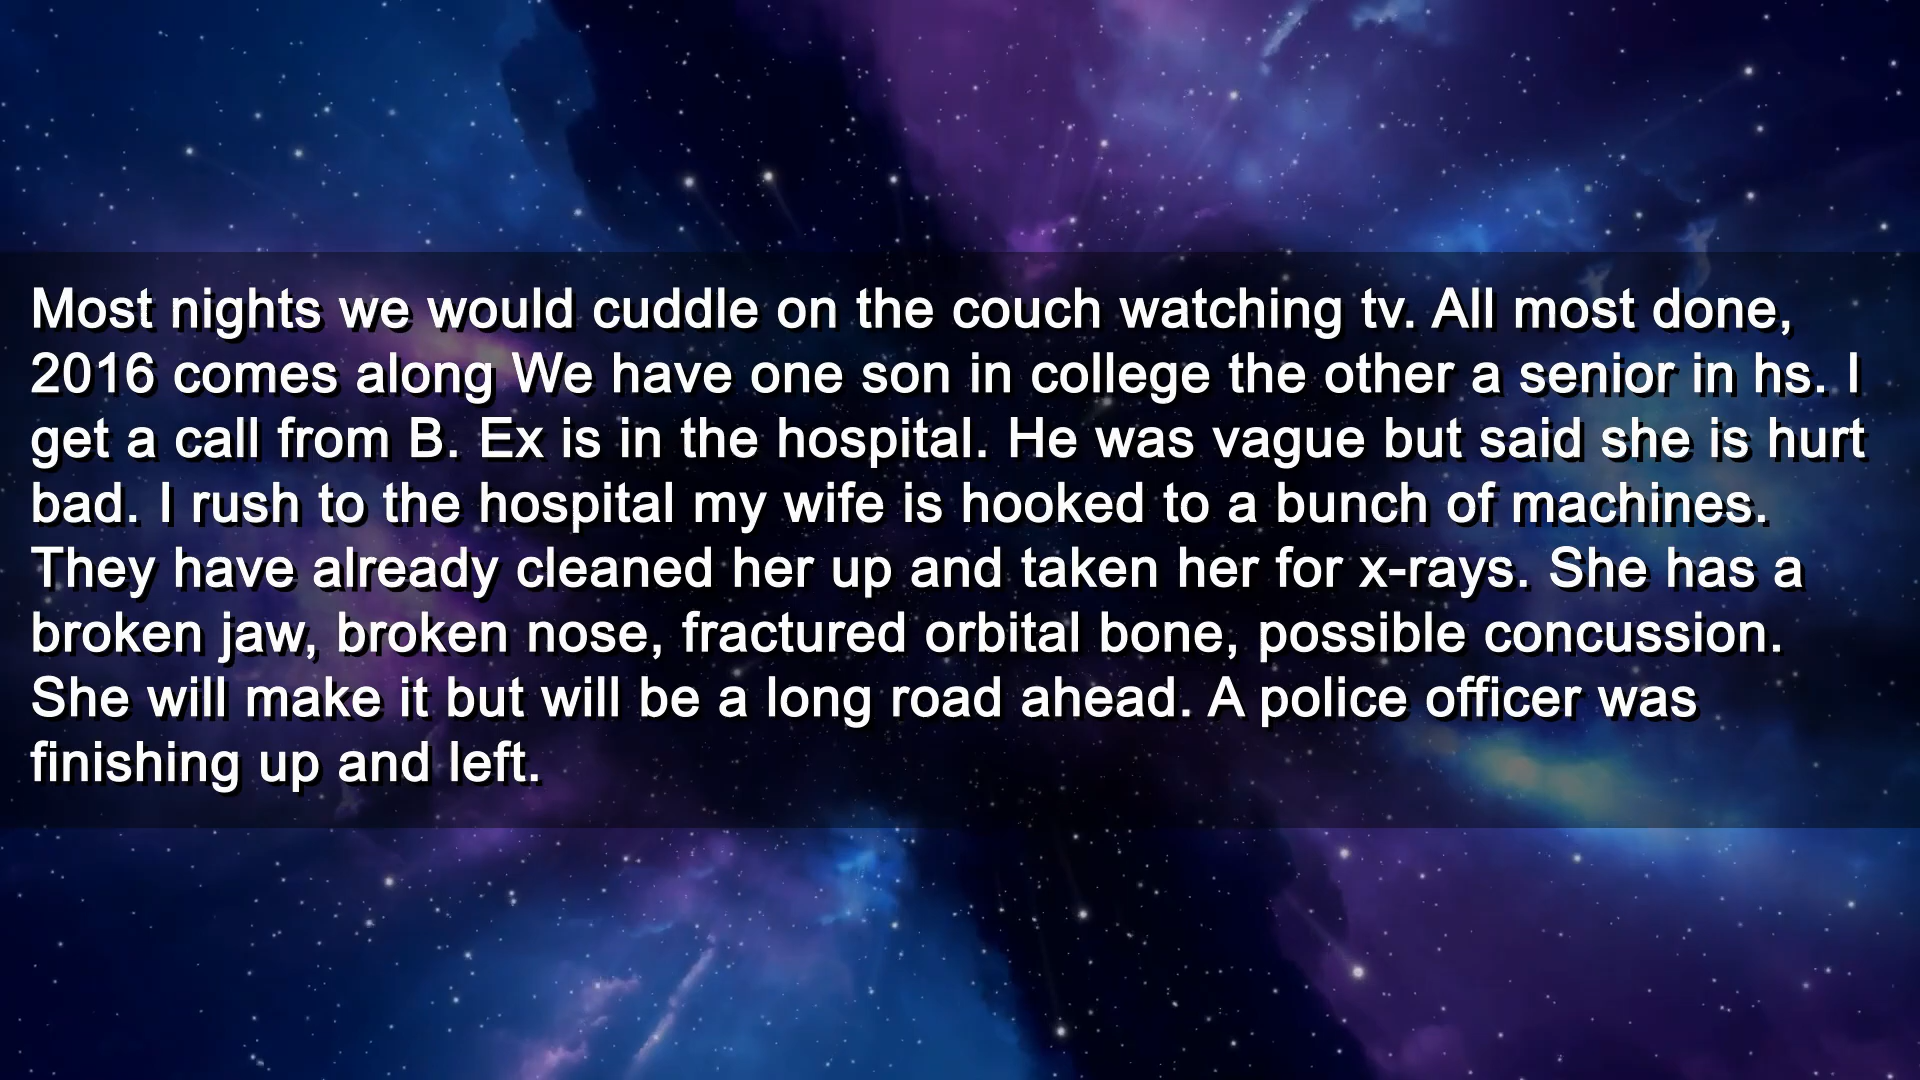 Most nights we would cuddle on the couch watching tv. All most done,
2016 comes along We have one son in college the other a senior in hs. I
get a call from B. Ex is in the hospital. He was vague but said she is hurt
bad. I rush to the hospital my wife is hooked to a bunch of machines.
They have already cleaned her up and taken her for x-rays. She has a
broken jaw, broken nose, fractured orbital bone, possible concussion.
She will make it but will be a long road ahead. A police officer was
finishing up and left.